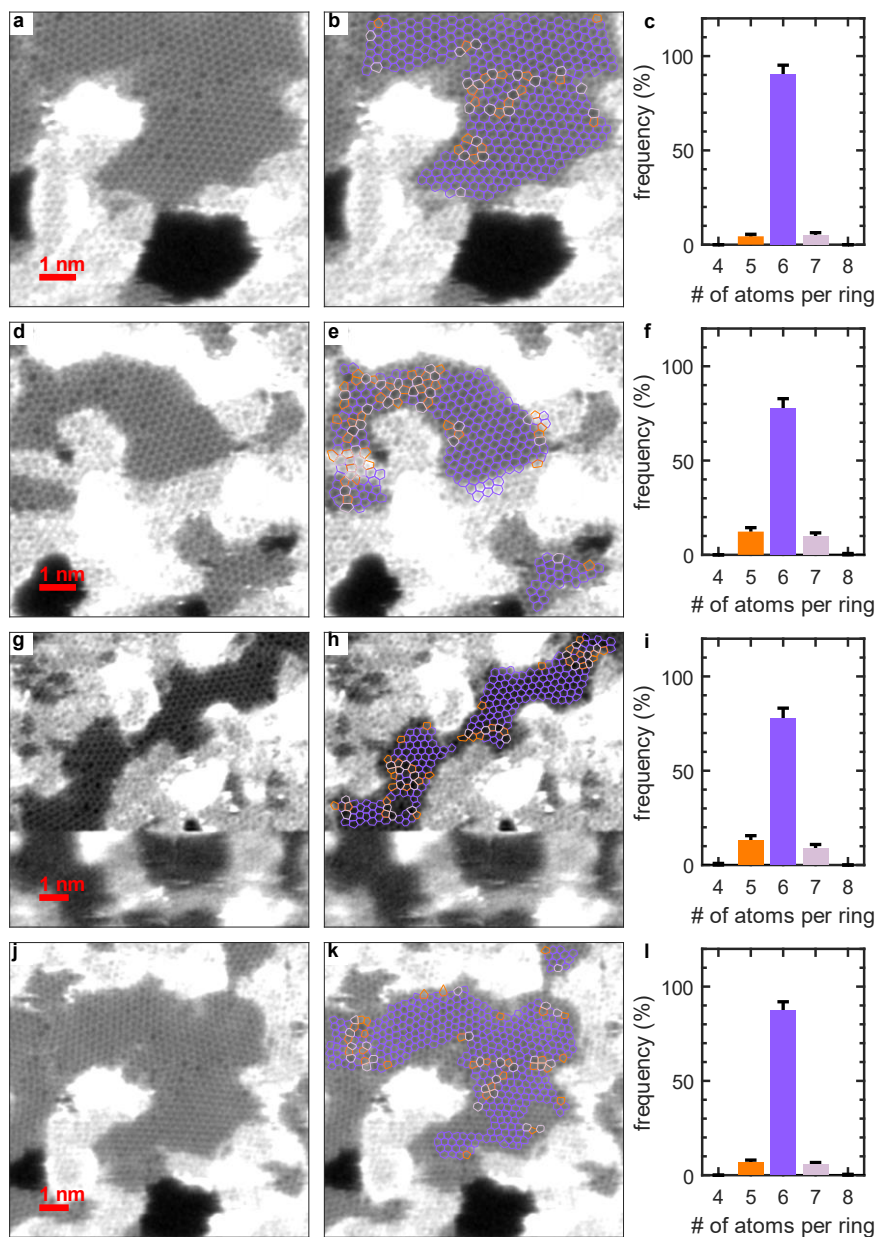 a
1 nm
b
c
frequency (%)
100
50
0
4 5 6 7 8
# of atoms per ring
d
1 nm
e
f
frequency (%)
100
50
0
4 5 6 7 8
# of atoms per ring
g
1 nm
h
i
frequency (%)
100
50
0
4 5 6 7 8
# of atoms per ring
j
1 nm
k
l
frequency (%)
100
50
0
4 5 6 7 8
# of atoms per ring